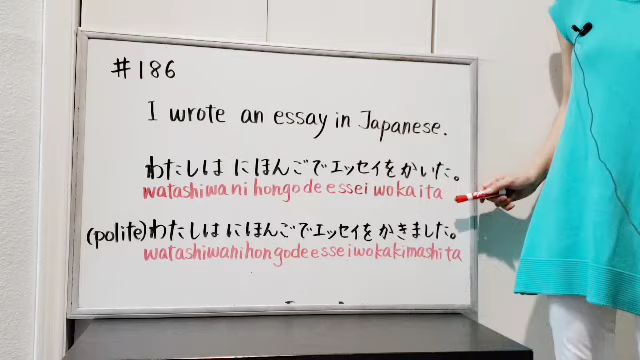 #186
I wrote an essay in Japanese.
わたしは にほんごでエッセイをかいた。
watashiwa ni hongo de essei wo kaita
(polite)わたしは にほんごでエッセイをかきました。
watashiwanihongodeesseiwokakimashita